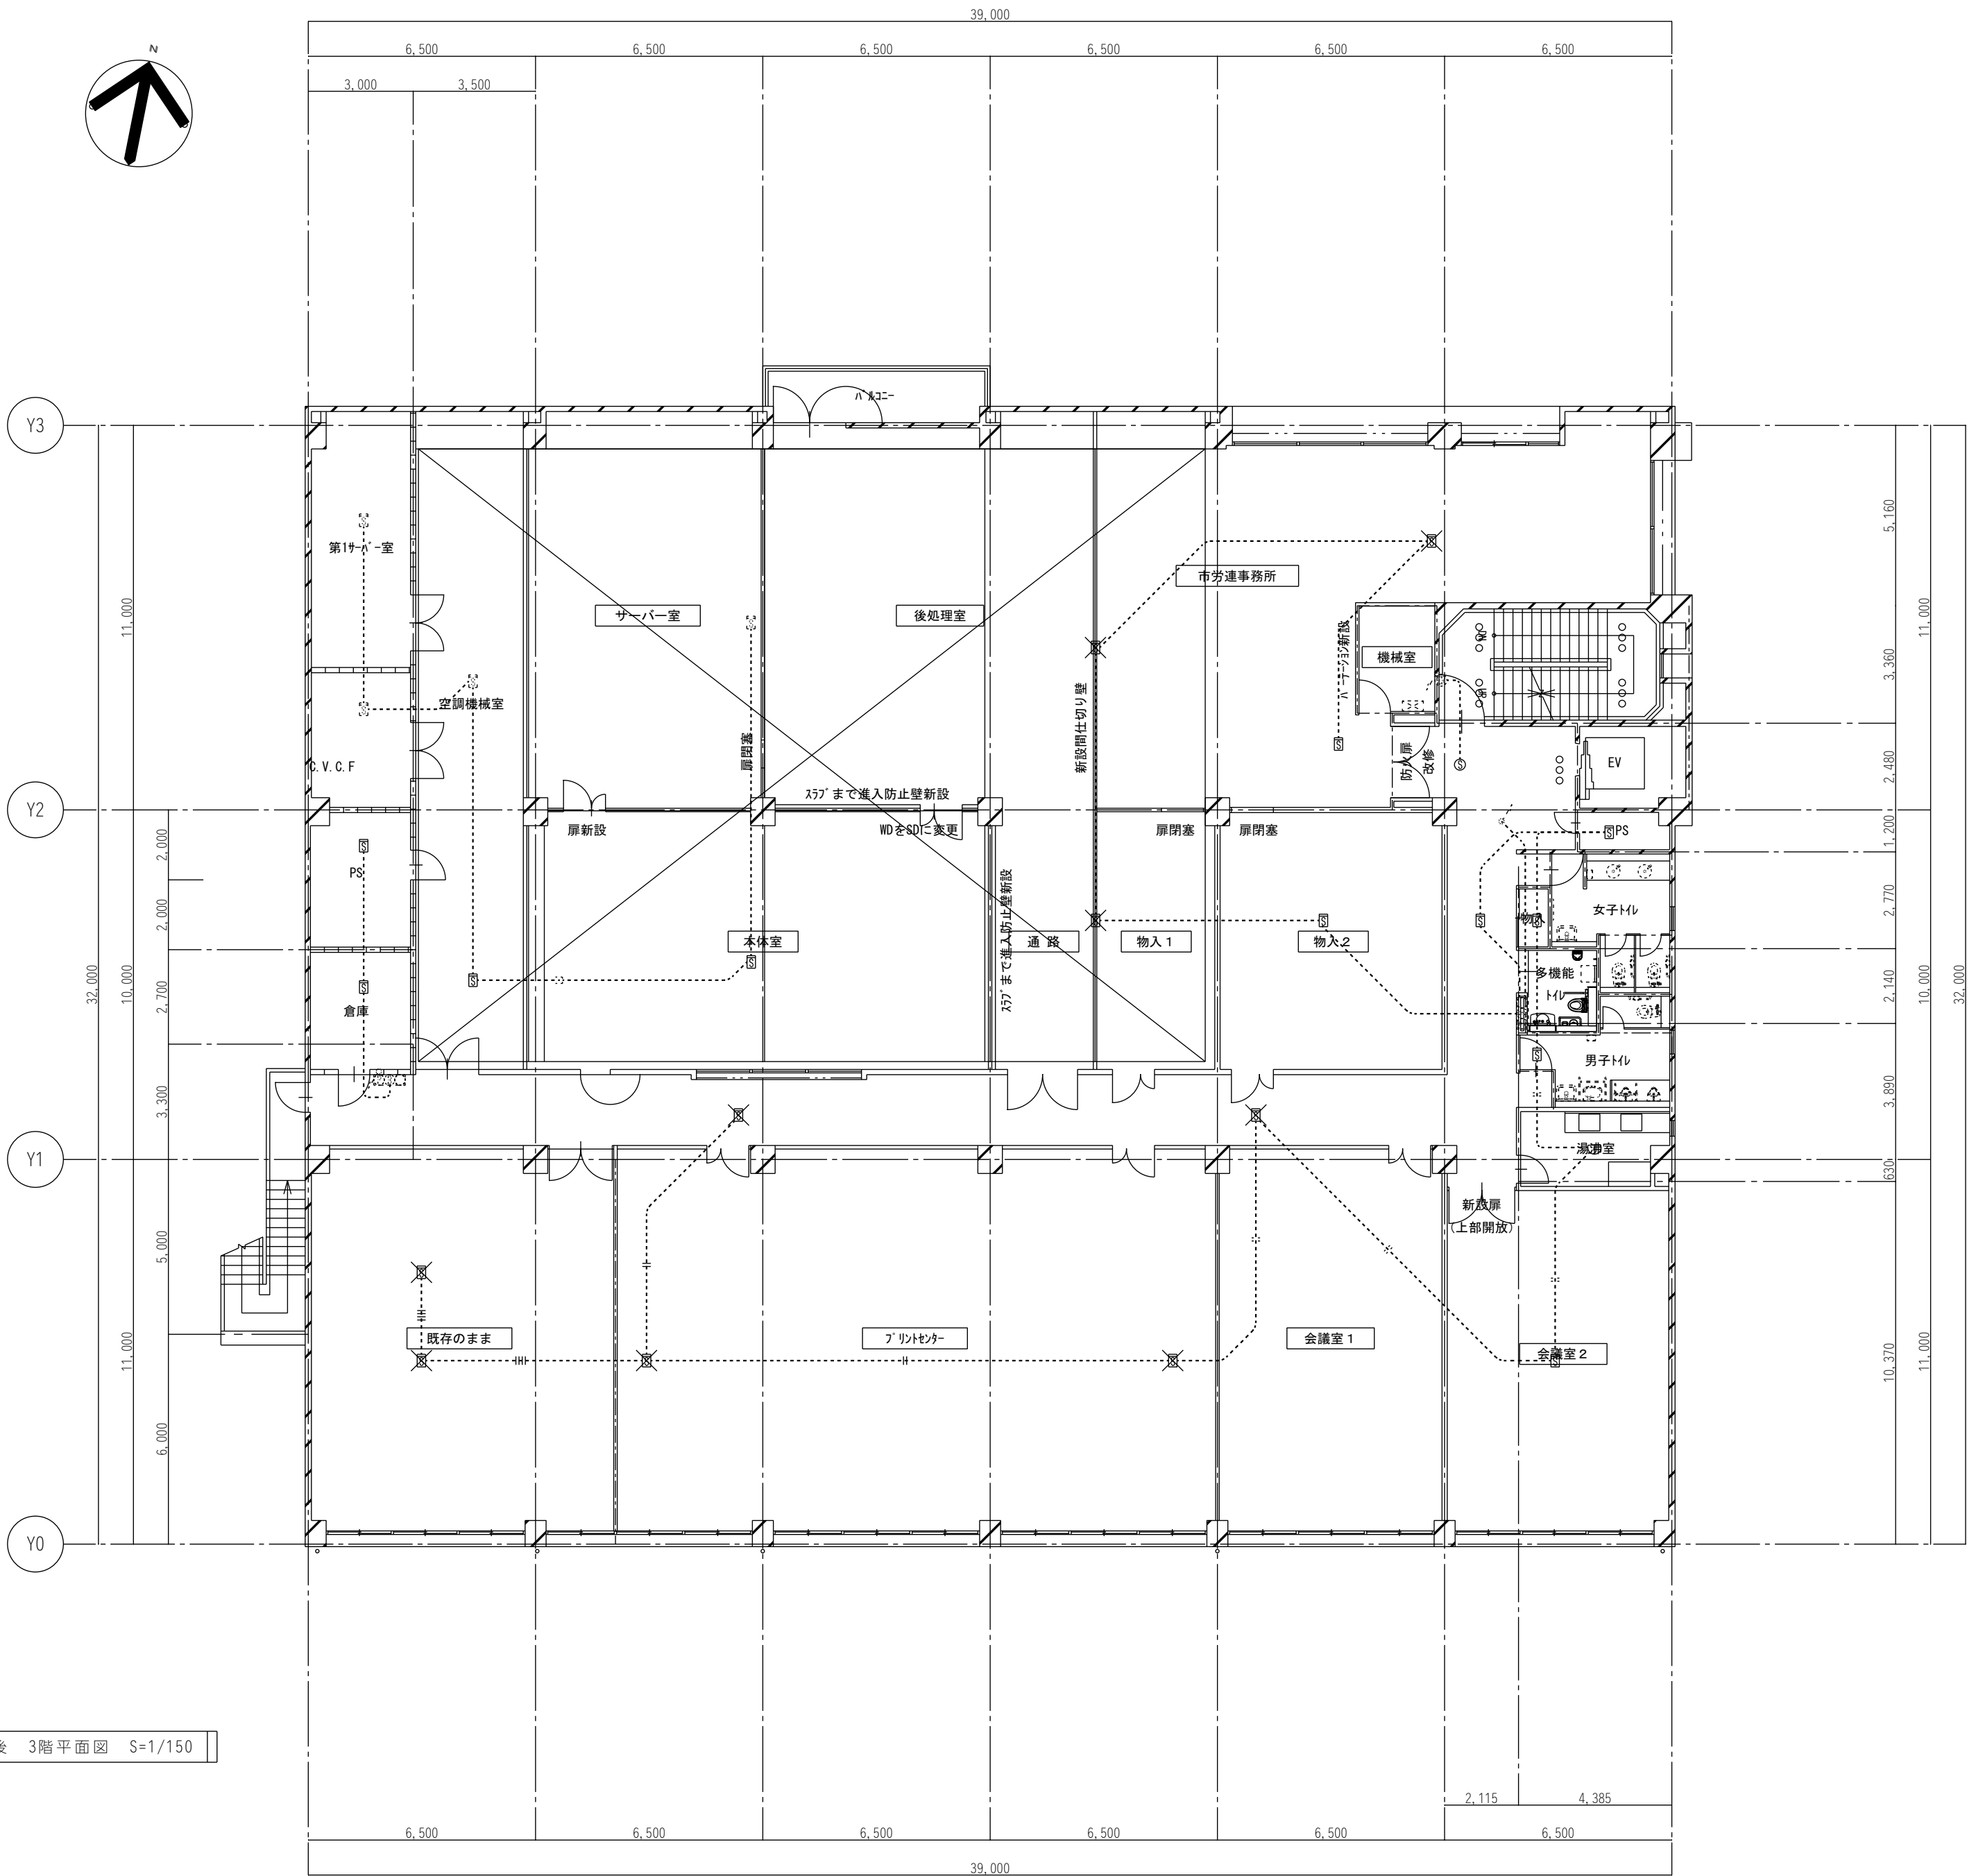 39,000
6,500 6,500 6,500 6,500 6,500 6,500
3,000 3,500
N
バルコニー
Y3
第1サーバー室
サーバー室
後処理室
市労連事務所
機械室
パーテーション新設
DN
UP
空調機械室
新設間仕切り壁
扉閉塞
防火扉
改修
EV
C.V.C.F
スラブまで進入防止壁新設
Y2
扉新設
WDをSDに変更
扉閉塞
扉閉塞
PS
PS
スラブまで進入防止壁新設
物入
女子トイレ
本体室
通 路
物入1
物入2
多機能
トイレ
倉庫
男子トイレ
Y1
湯沸室
新設扉
(上部開放)
既存のまま
プリントセンター
会議室1
会議室2
Y0
32,000
11,000
10,000
11,000
2,000
2,000
2,700
3,300
5,000
6,000
5,160
3,360
2,480
1,200
2,770
2,140
3,890
630
10,370
11,000
10,000
11,000
32,000
後 3階平面図 S=1/150
2,115 4,385
6,500 6,500 6,500 6,500 6,500 6,500
39,000